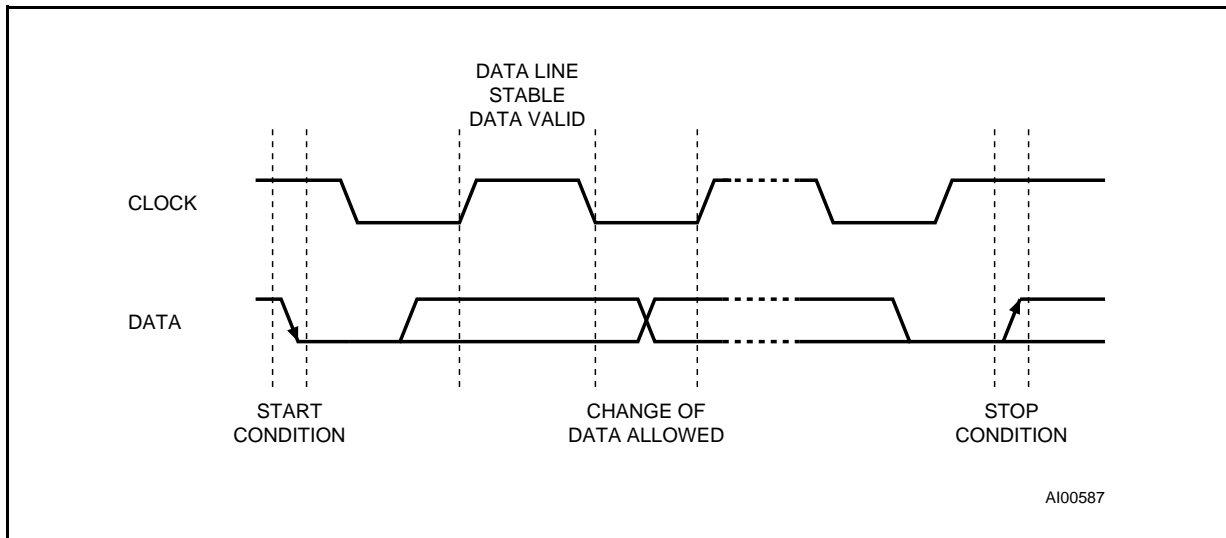 DATA LINE
STABLE
DATA VALID
CLOCK
DATA
START
CONDITION
CHANGE OF
DATA ALLOWED
STOP
CONDITION
AI00587